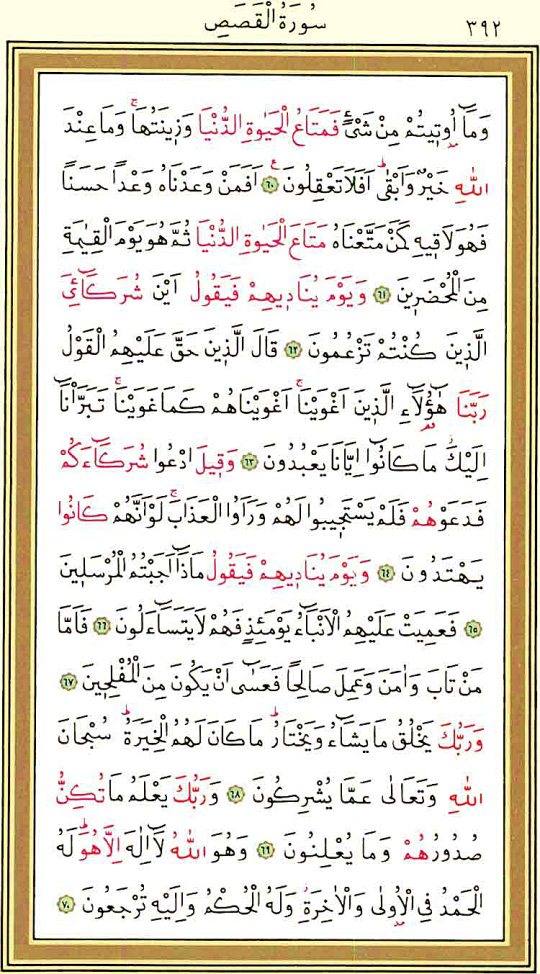 ٣٩٢ سُورَةُ الْقَصَصِ
وَمَٓا اُو۫ت۪يتُمْ مِنْ شَيْءٍ فَمَتَاعُ الْحَيٰوةِ الدُّنْيَا وَز۪ينَتُهَاۚ وَمَا عِنْدَ
اللّٰهِ خَيْرٌ وَاَبْقٰىۜ اَفَلَا تَعْقِلُونَ۟ ﴿٦٠﴾ اَفَمَنْ وَعَدْنَاهُ وَعْدًا حَسَنًا
فَهُوَ لَاق۪يهِ كَمَنْ مَتَّعْنَاهُ مَتَاعَ الْحَيٰوةِ الدُّنْيَا ثُمَّ هُوَ يَوْمَ الْقِيٰمَةِ
مِنَ الْمُحْضَر۪ينَ ﴿٦١﴾ وَيَوْمَ يُنَاد۪يهِمْ فَيَقُولُ اَيْنَ شُرَكَٓائِيَ
الَّذ۪ينَ كُنْتُمْ تَزْعُمُونَ ﴿٦٢﴾ قَالَ الَّذ۪ينَ حَقَّ عَلَيْهِمُ الْقَوْلُ
رَبَّنَا هٰٓؤُ۬لَٓاءِ الَّذ۪ينَ اَغْوَيْنَاۚ اَغْوَيْنَاهُمْ كَمَا غَوَيْنَاۚ تَبَرَّأْنَٓا
اِلَيْكَۘ مَا كَانُٓوا اِيَّانَا يَعْبُدُونَ ﴿٦٣﴾ وَق۪يلَ ادْعُوا شُرَكَٓاءَكُمْ
فَدَعَوْهُمْ فَلَمْ يَسْتَج۪يبُوا لَهُمْ وَرَاَوُا الْعَذَابَۚ لَوْ اَنَّهُمْ كَانُوا
يَهْتَدُونَ ﴿٦٤﴾ وَيَوْمَ يُنَاد۪يهِمْ فَيَقُولُ مَاذَٓا اَجَبْتُمُ الْمُرْسَل۪ينَ
﴿٦٥﴾ فَعَمِيَتْ عَلَيْهِمُ الْاَنْبَٓاءُ يَوْمَئِذٍ فَهُمْ لَا يَتَسَٓاءَلُونَ ﴿٦٦﴾ فَاَمَّا
مَنْ تَابَ وَاٰمَنَ وَعَمِلَ صَالِحًا فَعَسٰٓى اَنْ يَكُونَ مِنَ الْمُفْلِح۪ينَ ﴿٦٧﴾
وَرَبُّكَ يَخْلُقُ مَا يَشَٓاءُ وَيَخْتَارُۜ مَا كَانَ لَهُمُ الْخِيَرَةُۜ سُبْحَانَ
اللّٰهِ وَتَعَالٰى عَمَّا يُشْرِكُونَ ﴿٦٨﴾ وَرَبُّكَ يَعْلَمُ مَا تُكِنُّ
صُدُورُهُمْ وَمَا يُعْلِنُونَ ﴿٦٩﴾ وَهُوَ اللّٰهُ لَٓا اِلٰهَ اِلَّا هُوَۜ لَهُ
الْحَمْدُ فِي الْاُو۫لٰى وَالْاٰخِرَةِۘ وَلَهُ الْحُكْمُ وَاِلَيْهِ تُرْجَعُونَ ﴿٧٠﴾